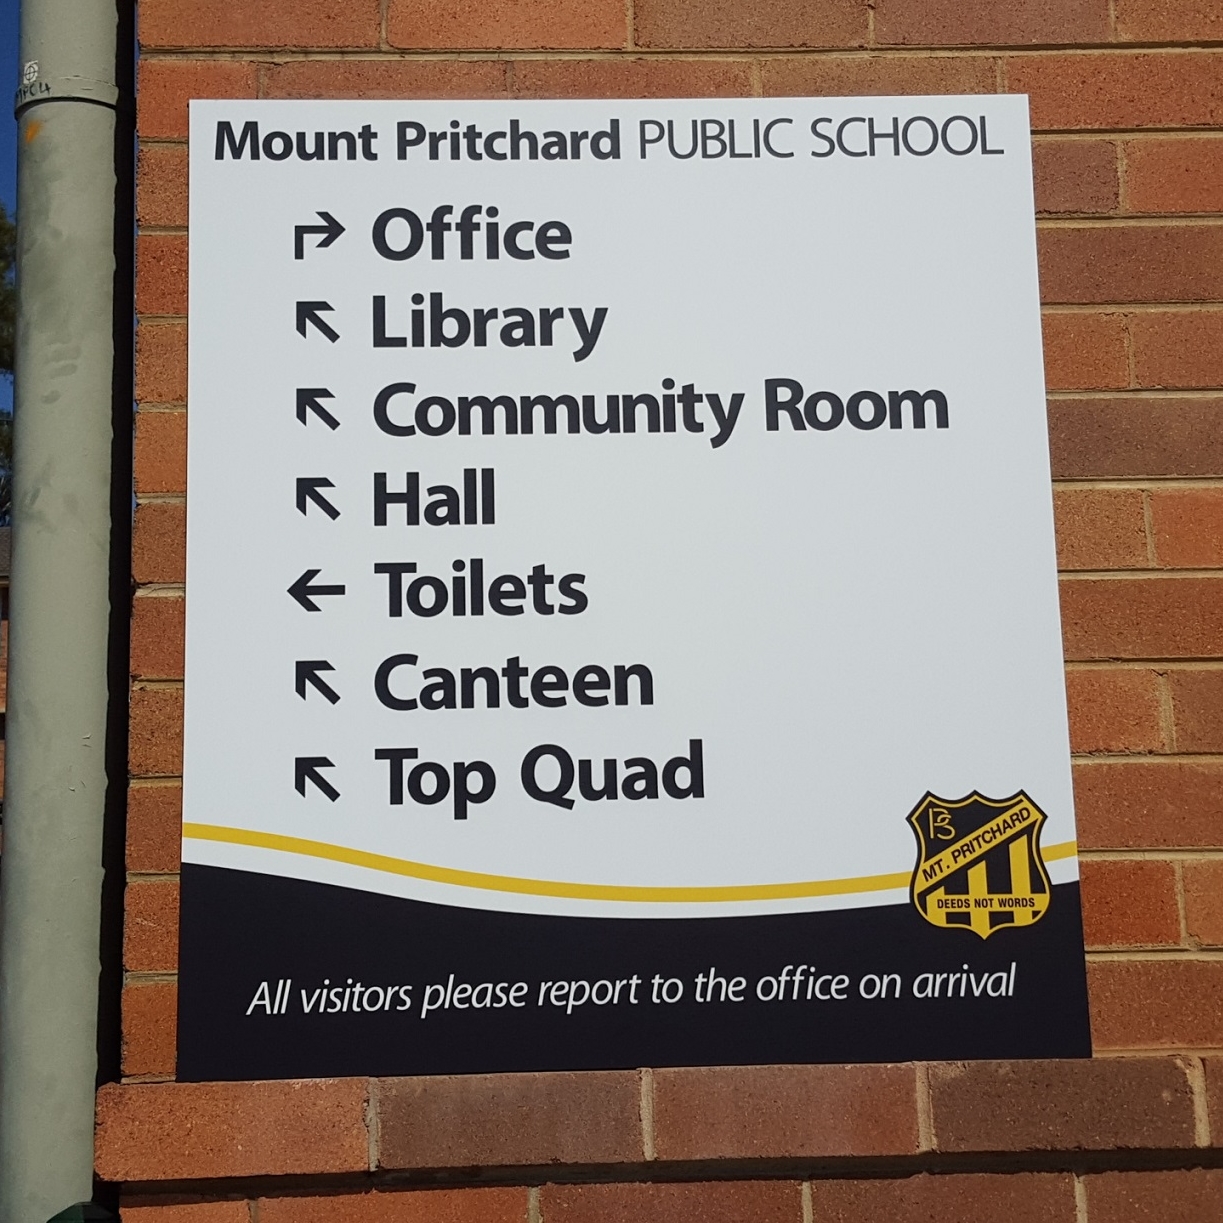 Mount Pritchard PUBLIC SCHOOL
Office
Library
Community Room
Hall
Toilets
Canteen
Top Quad
PS
MT. PRITCHARD
DEEDS NOT WORDS
All visitors please report to the office on arrival